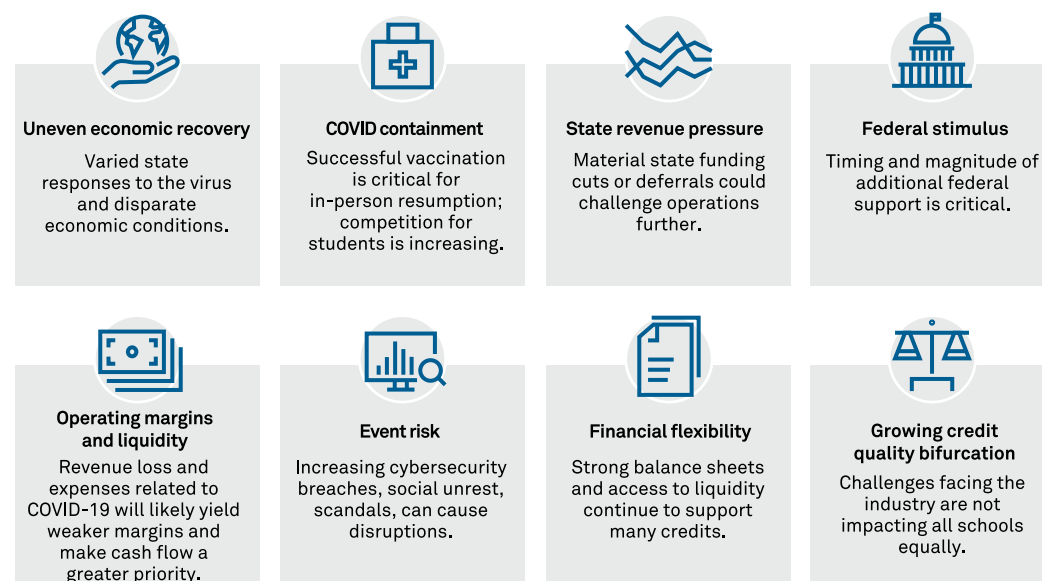 Uneven economic recovery
Varied state
responses to the virus
and disparate
economic conditions.
COVID containment
Successful vaccination
is critical for
in-person resumption;
competition for
students is increasing.
State revenue pressure
Material state funding
cuts or deferrals could
challenge operations
further.
Federal stimulus
Timing and magnitude of
additional federal
support is critical.
Operating margins
and liquidity
Revenue loss and
expenses related to
COVID-19 will likely yield
weaker margins and
make cash flow a
greater priority.
Event risk
Increasing cybersecurity
breaches, social unrest,
scandals, can cause
disruptions.
Financial flexibility
Strong balance sheets
and access to liquidity
continue to support
many credits.
Growing credit
quality bifurcation
Challenges facing the
industry are not
impacting all schools
equally.